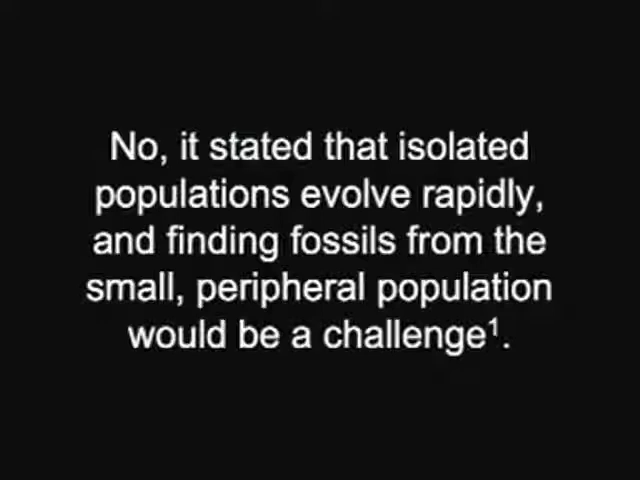 No, it stated that isolated
populations evolve rapidly,
and finding fossils from the
small, peripheral population
would be a challenge¹.